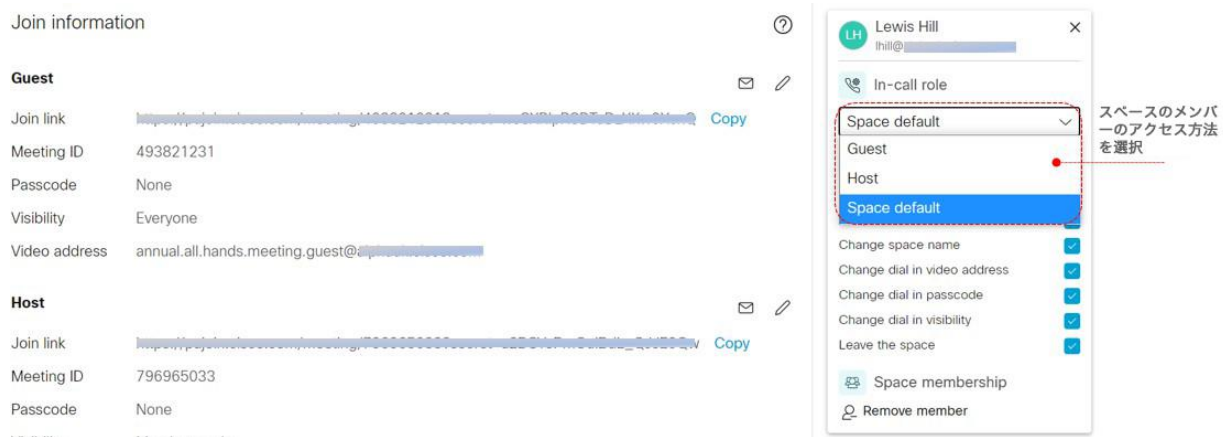 Join information
Guest
Join link Copy
Meeting ID 493821231
Passcode None
Visibility Everyone
Video address annual.all.hands.meeting.guest@
Host
Join link Copy
Meeting ID 796965033
Passcode None
LH Lewis Hill
lhill@
In-call role
Space default
Guest
Host
Space default
Change space name
Change dial in video address
Change dial in passcode
Change dial in visibility
Leave the space
Space membership
Remove member
スペースのメンバ
ーのアクセス方法
を選択